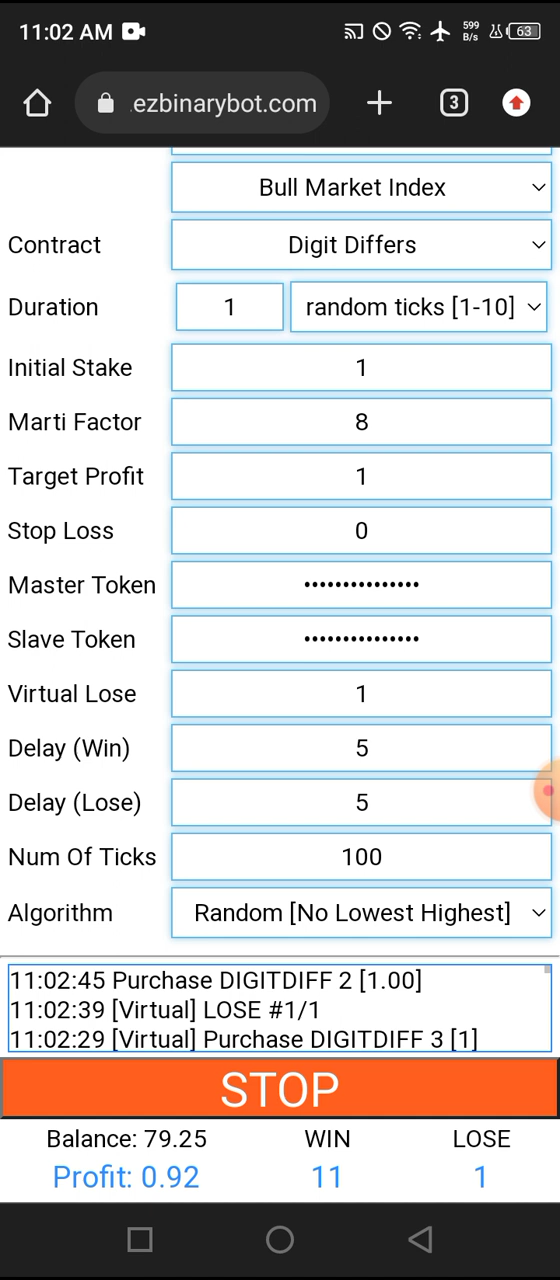 11:02 AM
599 B/s
63
.ezbinarybot.com
3
Bull Market Index
Contract Digit Differs
Duration 1 random ticks [1-10]
Initial Stake 1
Marti Factor 8
Target Profit 1
Stop Loss 0
Master Token •••••••••••••••
Slave Token •••••••••••••••
Virtual Lose 1
Delay (Win) 5
Delay (Lose) 5
Num Of Ticks 100
Algorithm Random [No Lowest Highest]
11:02:45 Purchase DIGITDIFF 2 [1.00]
11:02:39 [Virtual] LOSE #1/1
11:02:29 [Virtual] Purchase DIGITDIFF 3 [1]
STOP
Balance: 79.25 WIN LOSE
Profit: 0.92 11 1